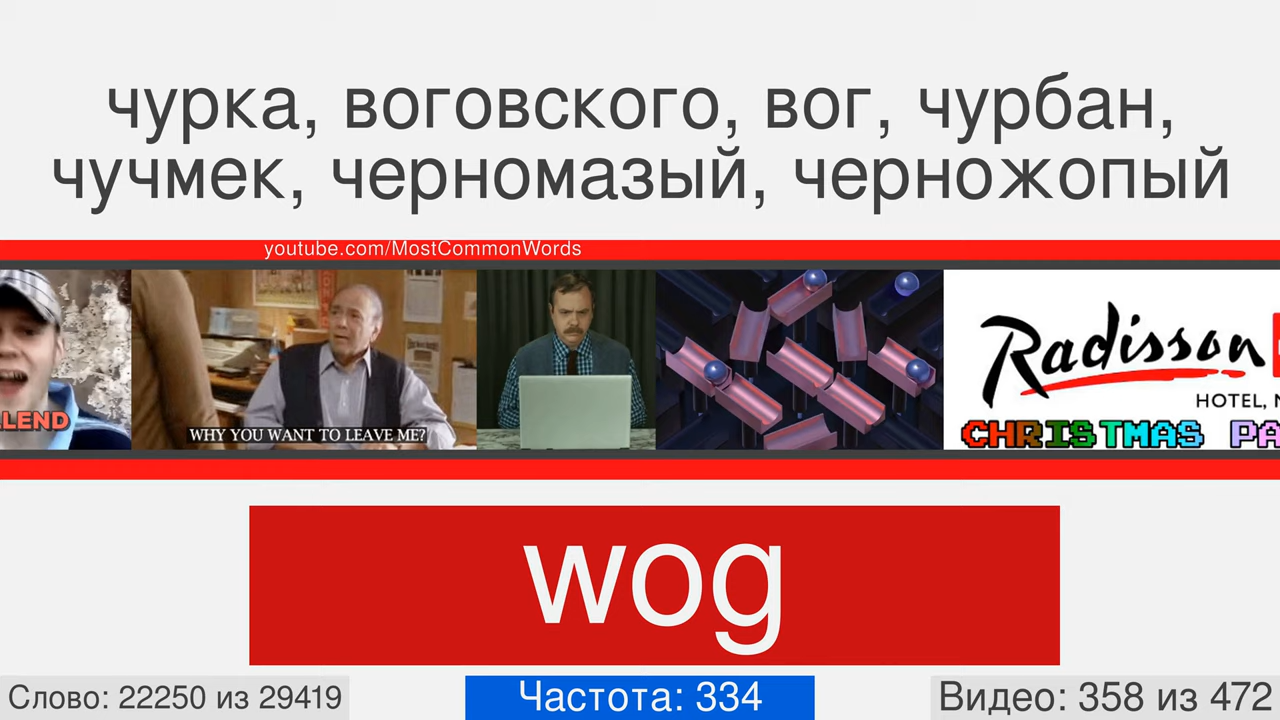 чурка, воговского, вог, чурбан,
чучмек, черномазый, черножопый
youtube.com/MostCommonWords
LEND
WHY YOU WANT TO LEAVE ME?
Radisson
HOTEL, N
CHRISTMAS PA
wog
Слово: 22250 из 29419
Частота: 334
Видео: 358 из 472